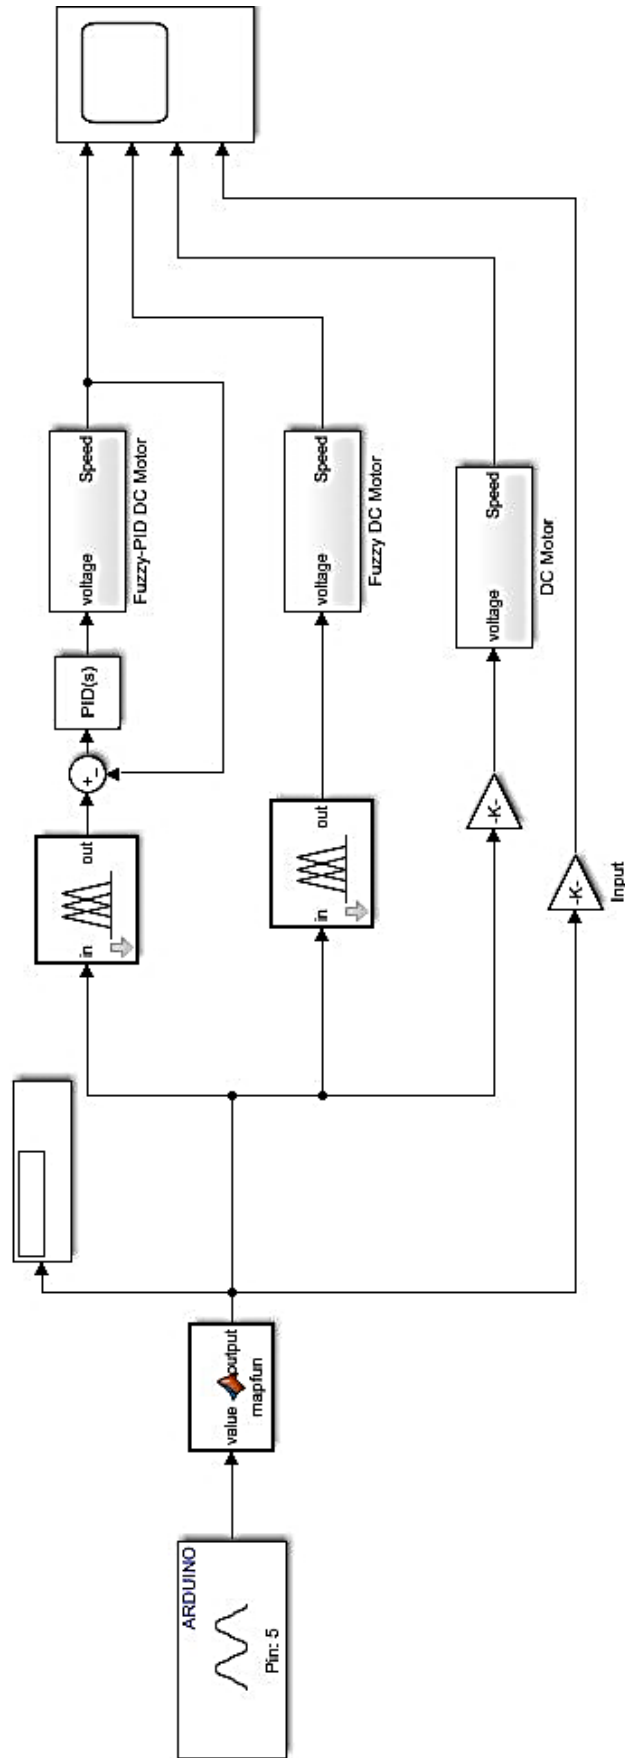 ARDUINO
Pin: 5
value
output
mapfun
in
out
+
-
PID(s)
voltage
Speed
Fuzzy-PID DC Motor
in
out
voltage
Speed
Fuzzy DC Motor
-K-
voltage
Speed
DC Motor
-K-
Input